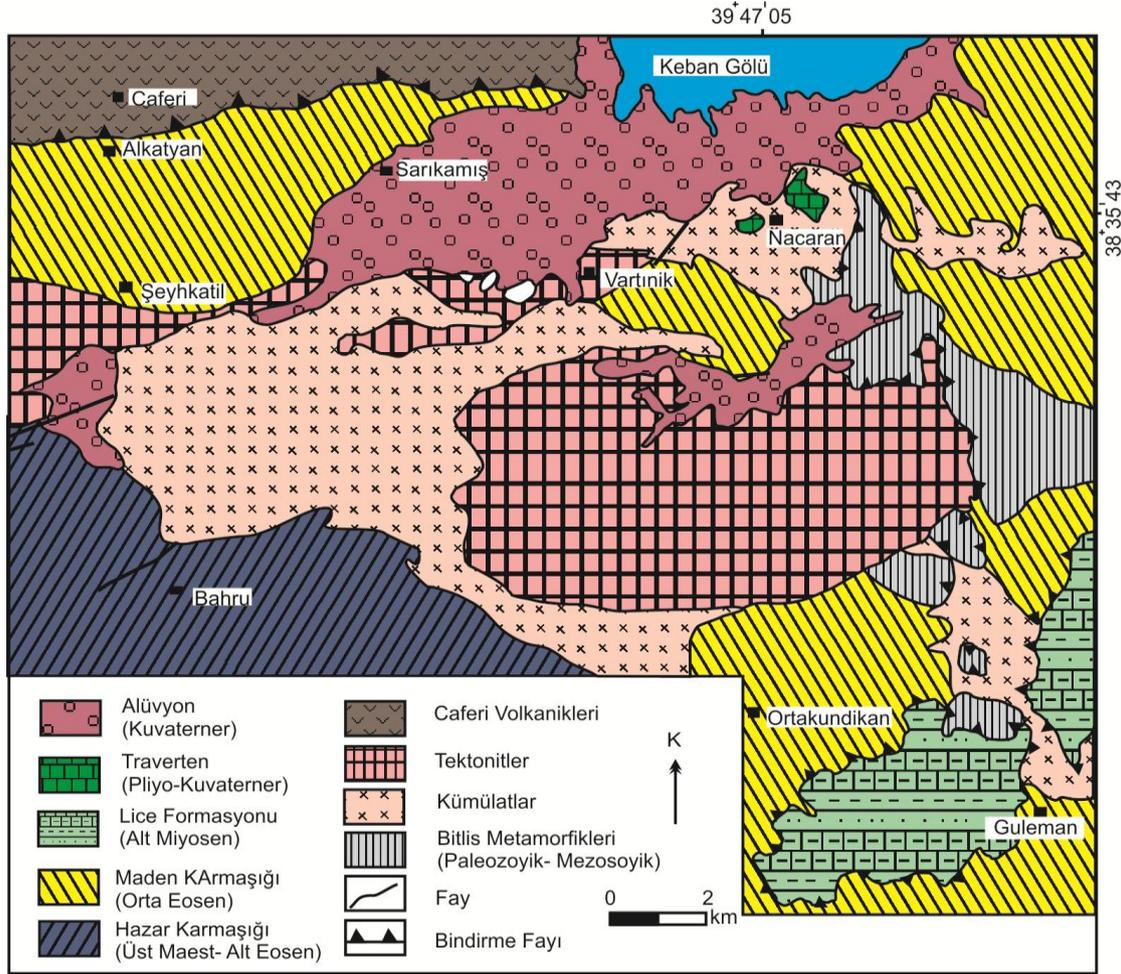 39 47 05
Keban Gölü
Caferi
Alkatyan
Sarıkamış
38 35 43
Nacaran
Vartınik
Şeyhkatil
Bahru
Ortakundikan
Guleman
Alüvyon
(Kuvaterner)
Traverten
(Pliyo-Kuvaterner)
Lice Formasyonu
(Alt Miyosen)
Maden KArmaşığı
(Orta Eosen)
Hazar Karmaşığı
(Üst Maest- Alt Eosen)
Caferi Volkanikleri
Tektonitler
Kümülatlar
Bitlis Metamorfikleri
(Paleozoyik- Mezosoyik)
Fay
Bindirme Fayı
K
0 2
km